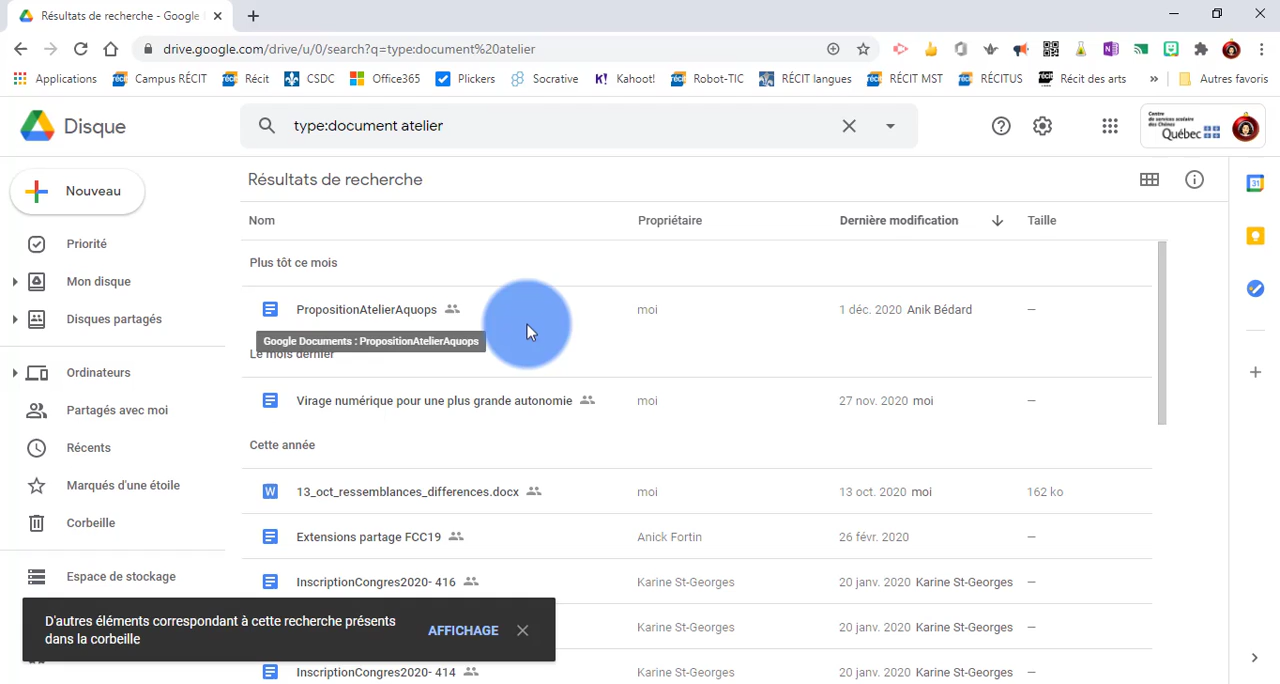 Résultats de recherche - Google
drive.google.com/drive/u/0/search?q=type:document%20atelier
Applications Campus RÉCIT Récit CSDC Office365 Plickers Socrative K! Kahoot! Robot-TIC RÉCIT langues RÉCIT MST RÉCITUS Récit des arts » Autres favoris
Disque
type:document atelier
Centre de services scolaire des Chênes
Québec
Nouveau
Résultats de recherche
Nom Propriétaire Dernière modification Taille
Priorité
Plus tôt ce mois
Mon disque
PropositionAtelierAquops moi 1 déc. 2020 Anik Bédard —
Disques partagés
Google Documents : PropositionAtelierAquops
Le mois dernier
Ordinateurs
Virage numérique pour une plus grande autonomie moi 27 nov. 2020 moi —
Partagés avec moi
Cette année
Récents
Marqués d'une étoile
13_oct_ressemblances_differences.docx moi 13 oct. 2020 moi 162 ko
Corbeille
Extensions partage FCC19 Anick Fortin 26 févr. 2020 —
Espace de stockage
InscriptionCongres2020- 416 Karine St-Georges 20 janv. 2020 Karine St-Georges —
D'autres éléments correspondant à cette recherche présents
dans la corbeille
AFFICHAGE
Karine St-Georges 20 janv. 2020 Karine St-Georges —
InscriptionCongres2020- 414 Karine St-Georges 20 janv. 2020 Karine St-Georges —